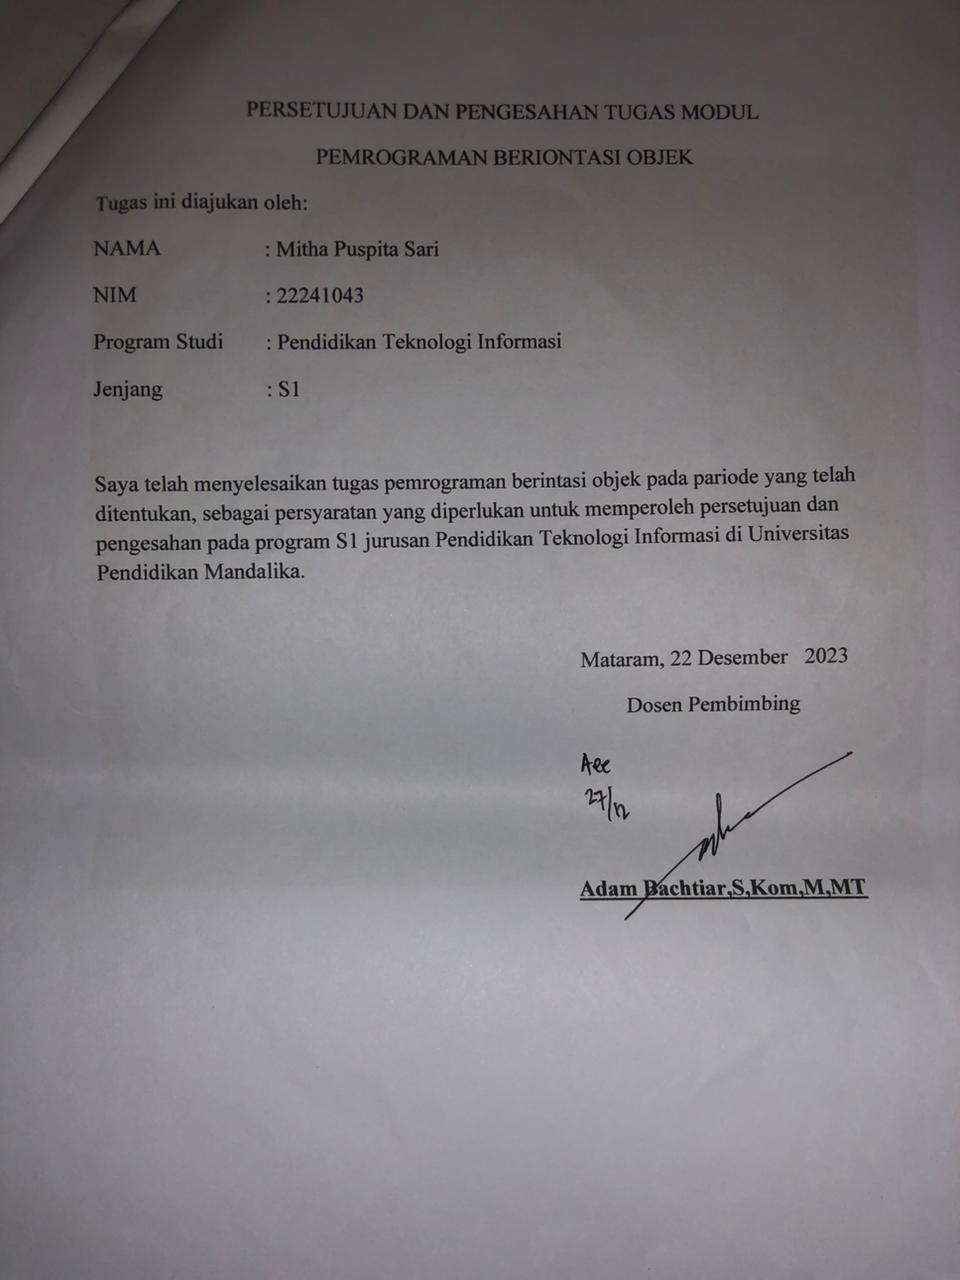 PERSETUJUAN DAN PENGESAHAN TUGAS MODUL
PEMROGRAMAN BERIONTASI OBJEK
Tugas ini diajukan oleh:
NAMA : Mitha Puspita Sari
NIM : 22241043
Program Studi : Pendidikan Teknologi Informasi
Jenjang : S1
Saya telah menyelesaikan tugas pemrograman berintasi objek pada pariode yang telah
ditentukan, sebagai persyaratan yang diperlukan untuk memperoleh persetujuan dan
pengesahan pada program S1 jurusan Pendidikan Teknologi Informasi di Universitas
Pendidikan Mandalika.
Mataram, 22 Desember 2023
Dosen Pembimbing
Acc
27/12
Adam Bachtiar,S,Kom,M,MT